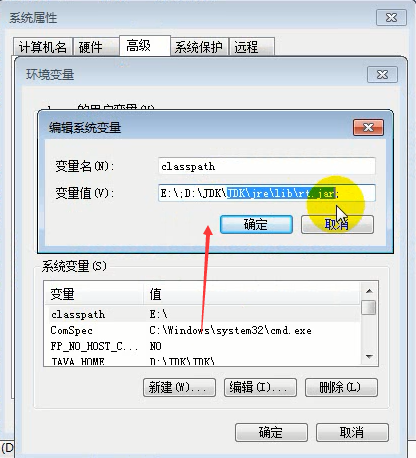 系统属性
计算机名 硬件 高级 系统保护 远程
环境变量
的用户变量(U)
编辑系统变量
变量名(N): classpath
变量值(V): E:\;D:\JDK\JDK\jre\lib\rt.jar;
确定 取消
系统变量(S)
变量 值
classpath E:\
ComSpec C:\Windows\system32\cmd.exe
FP_NO_HOST_C... NO
JAVA_HOME D:\JDK\JDK\
新建(W)... 编辑(I)... 删除(L)
确定 取消
(D